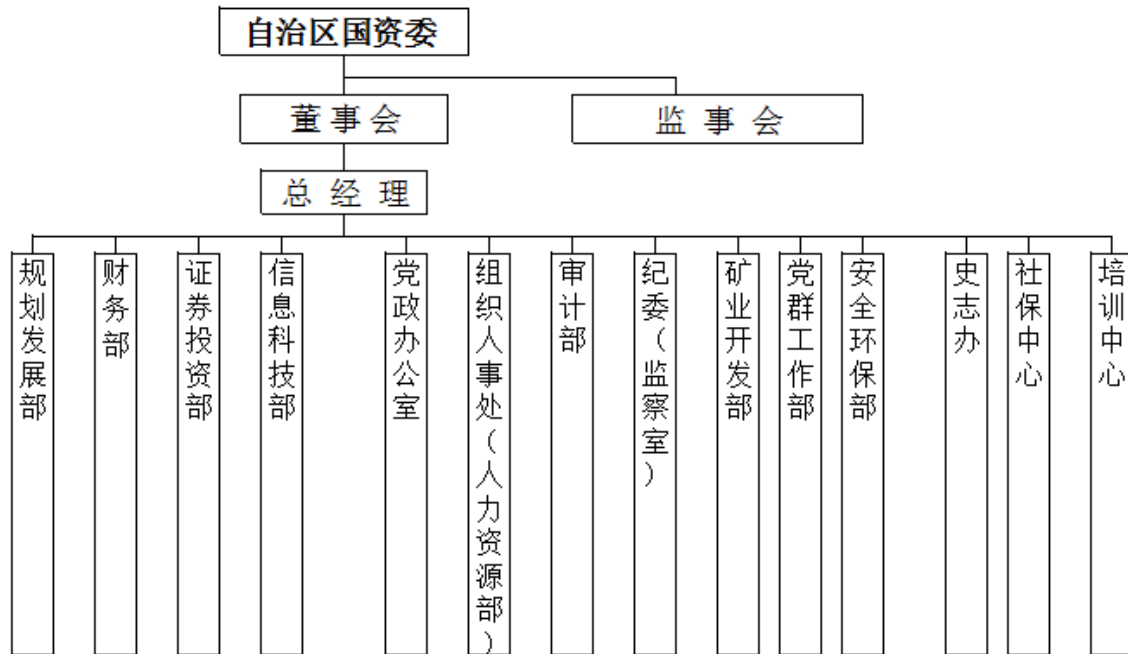 自治区国资委
董事会
监事会
总经理
规划发展部
财务部
证券投资部
信息科技部
党政办公室
组织人事处(人力资源部)
审计部
纪委(监察室)
矿业开发部
党群工作部
安全环保部
史志办
社保中心
培训中心